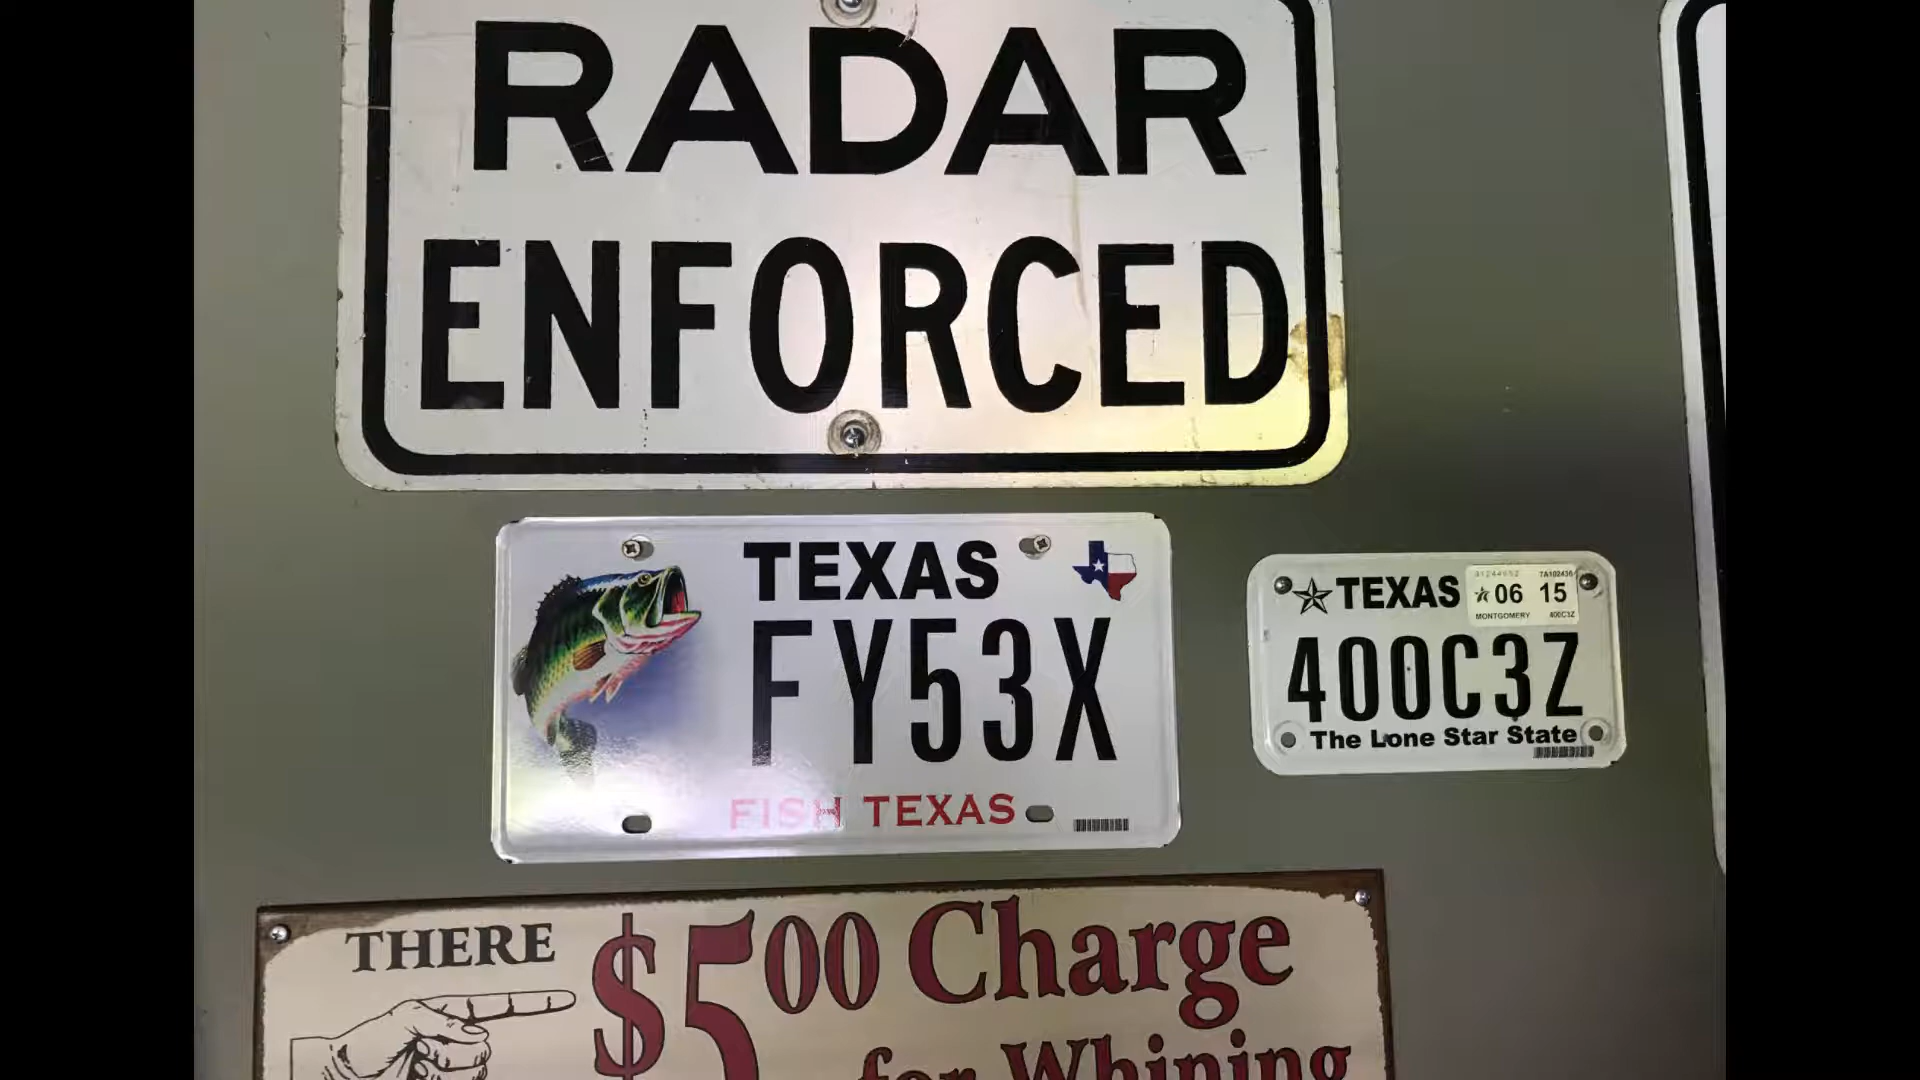 RADAR
ENFORCED
TEXAS
FY53X
FISH TEXAS
TEXAS
06 15
MONTGOMERY 400C3Z
400C3Z
The Lone Star State
THERE
$5.00 Charge
for Whining